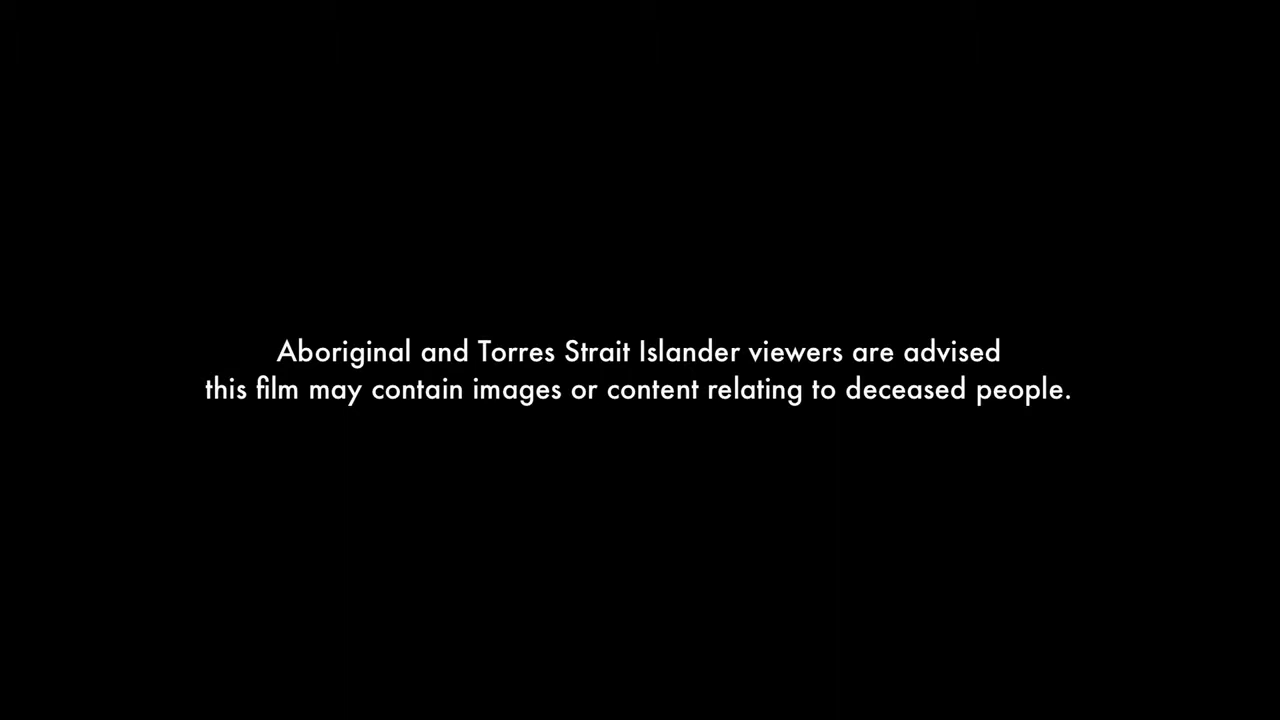 Aboriginal and Torres Strait Islander viewers are advised
this film may contain images or content relating to deceased people.